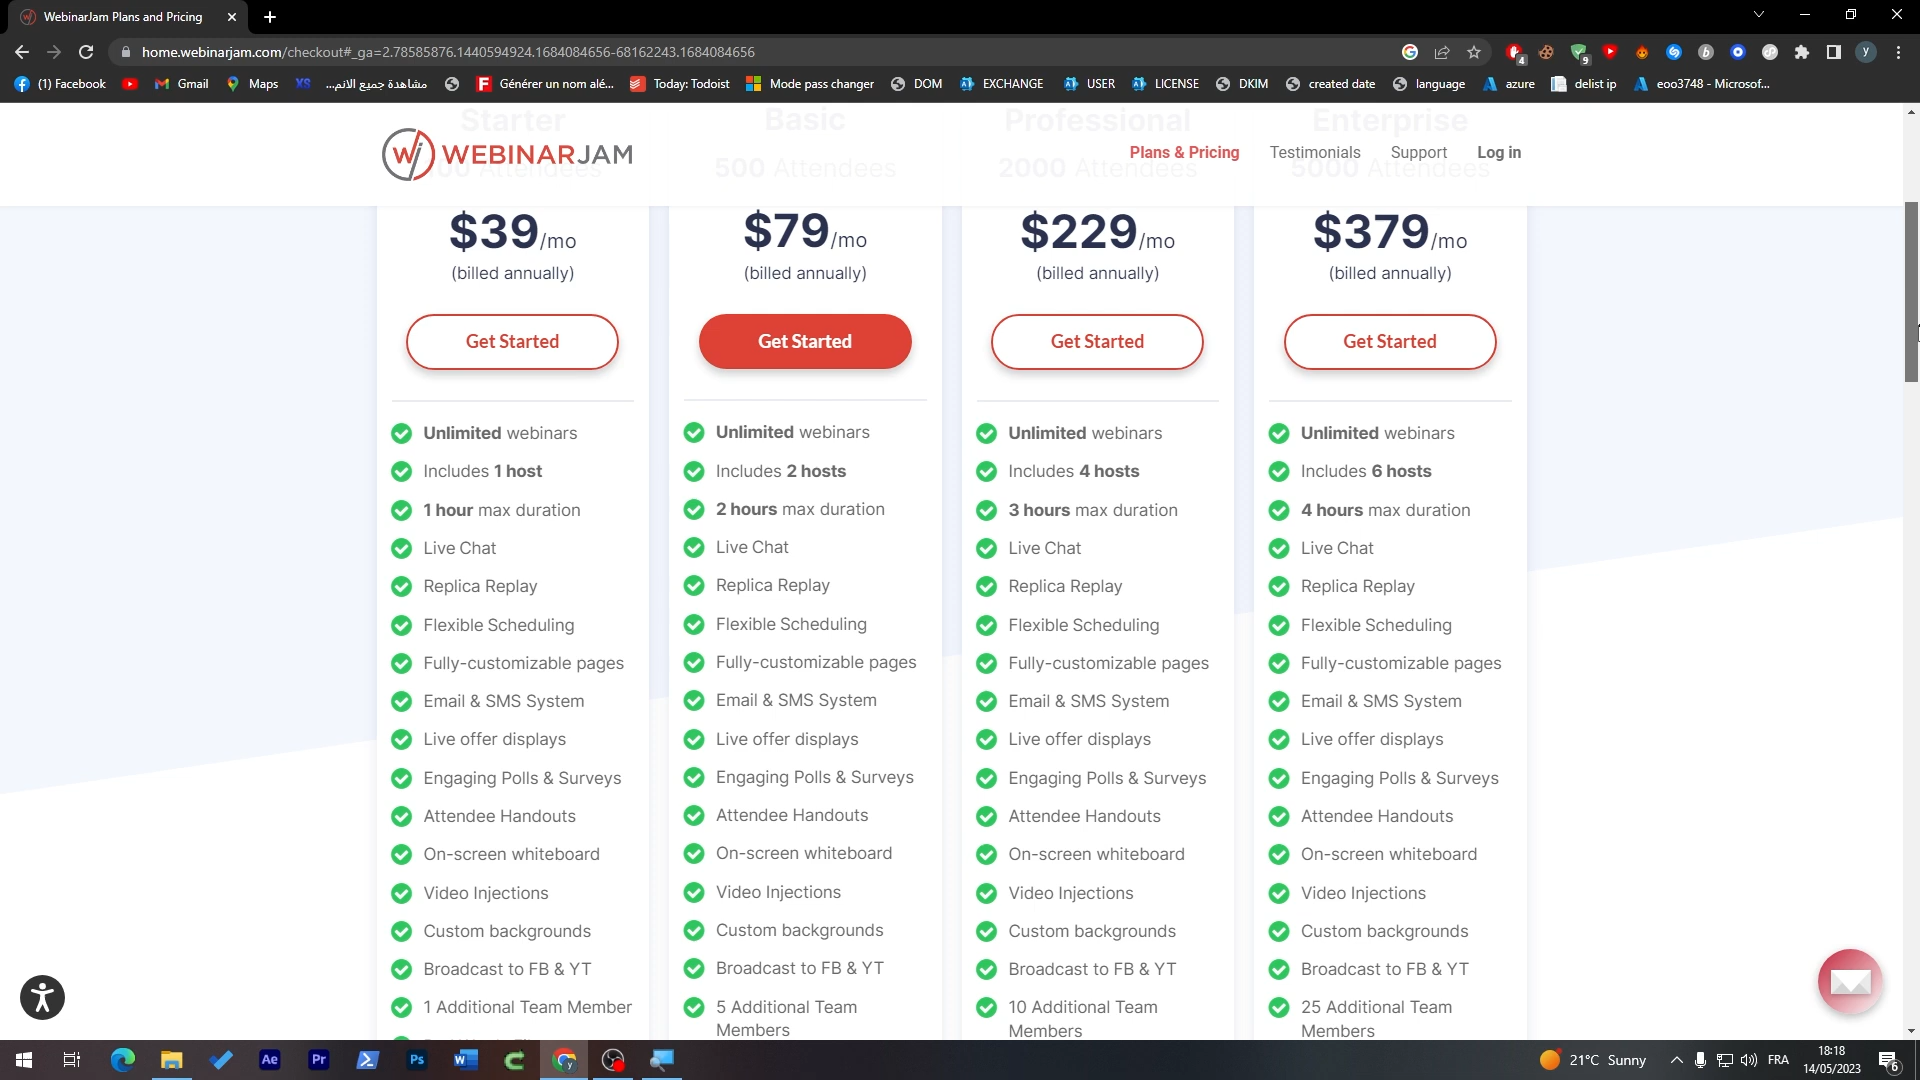 WebinarJam Plans and Pricing
home.webinarjam.com/checkout#_ga=2.78585876.1440594924.1684084656-68162243.1684084656
4
9
b
y
(1) Facebook
Gmail
Maps
XS
مشاهدة جميع الانم...
Générer un nom alé...
Today: Todoist
Mode pass changer
DOM
EXCHANGE
USER
LICENSE
DKIM
created date
language
azure
delist ip
eoo3748 - Microsof...
WEBINARJAM
Plans & Pricing
Testimonials
Support
Log in
Starter
Basic
Professional
Enterprise
00 Attendees
500 Attendees
2000 Attendees
5000 Attendees
$39/mo
(billed annually)
Get Started
Unlimited webinars
Includes 1 host
1 hour max duration
Live Chat
Replica Replay
Flexible Scheduling
Fully-customizable pages
Email & SMS System
Live offer displays
Engaging Polls & Surveys
Attendee Handouts
On-screen whiteboard
Video Injections
Custom backgrounds
Broadcast to FB & YT
1 Additional Team Member
$79/mo
(billed annually)
Get Started
Unlimited webinars
Includes 2 hosts
2 hours max duration
Live Chat
Replica Replay
Flexible Scheduling
Fully-customizable pages
Email & SMS System
Live offer displays
Engaging Polls & Surveys
Attendee Handouts
On-screen whiteboard
Video Injections
Custom backgrounds
Broadcast to FB & YT
5 Additional Team
Members
$229/mo
(billed annually)
Get Started
Unlimited webinars
Includes 4 hosts
3 hours max duration
Live Chat
Replica Replay
Flexible Scheduling
Fully-customizable pages
Email & SMS System
Live offer displays
Engaging Polls & Surveys
Attendee Handouts
On-screen whiteboard
Video Injections
Custom backgrounds
Broadcast to FB & YT
10 Additional Team
Members
$379/mo
(billed annually)
Get Started
Unlimited webinars
Includes 6 hosts
4 hours max duration
Live Chat
Replica Replay
Flexible Scheduling
Fully-customizable pages
Email & SMS System
Live offer displays
Engaging Polls & Surveys
Attendee Handouts
On-screen whiteboard
Video Injections
Custom backgrounds
Broadcast to FB & YT
25 Additional Team
Members
Ae
Pr
Ps
W
21°C Sunny
FRA
18:18
14/05/2023
6